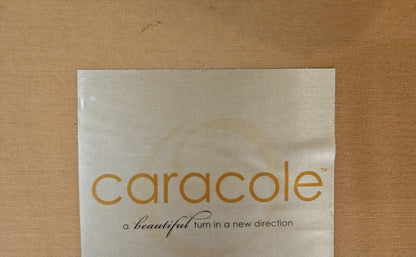 caracole™
a beautiful turn in a new direction